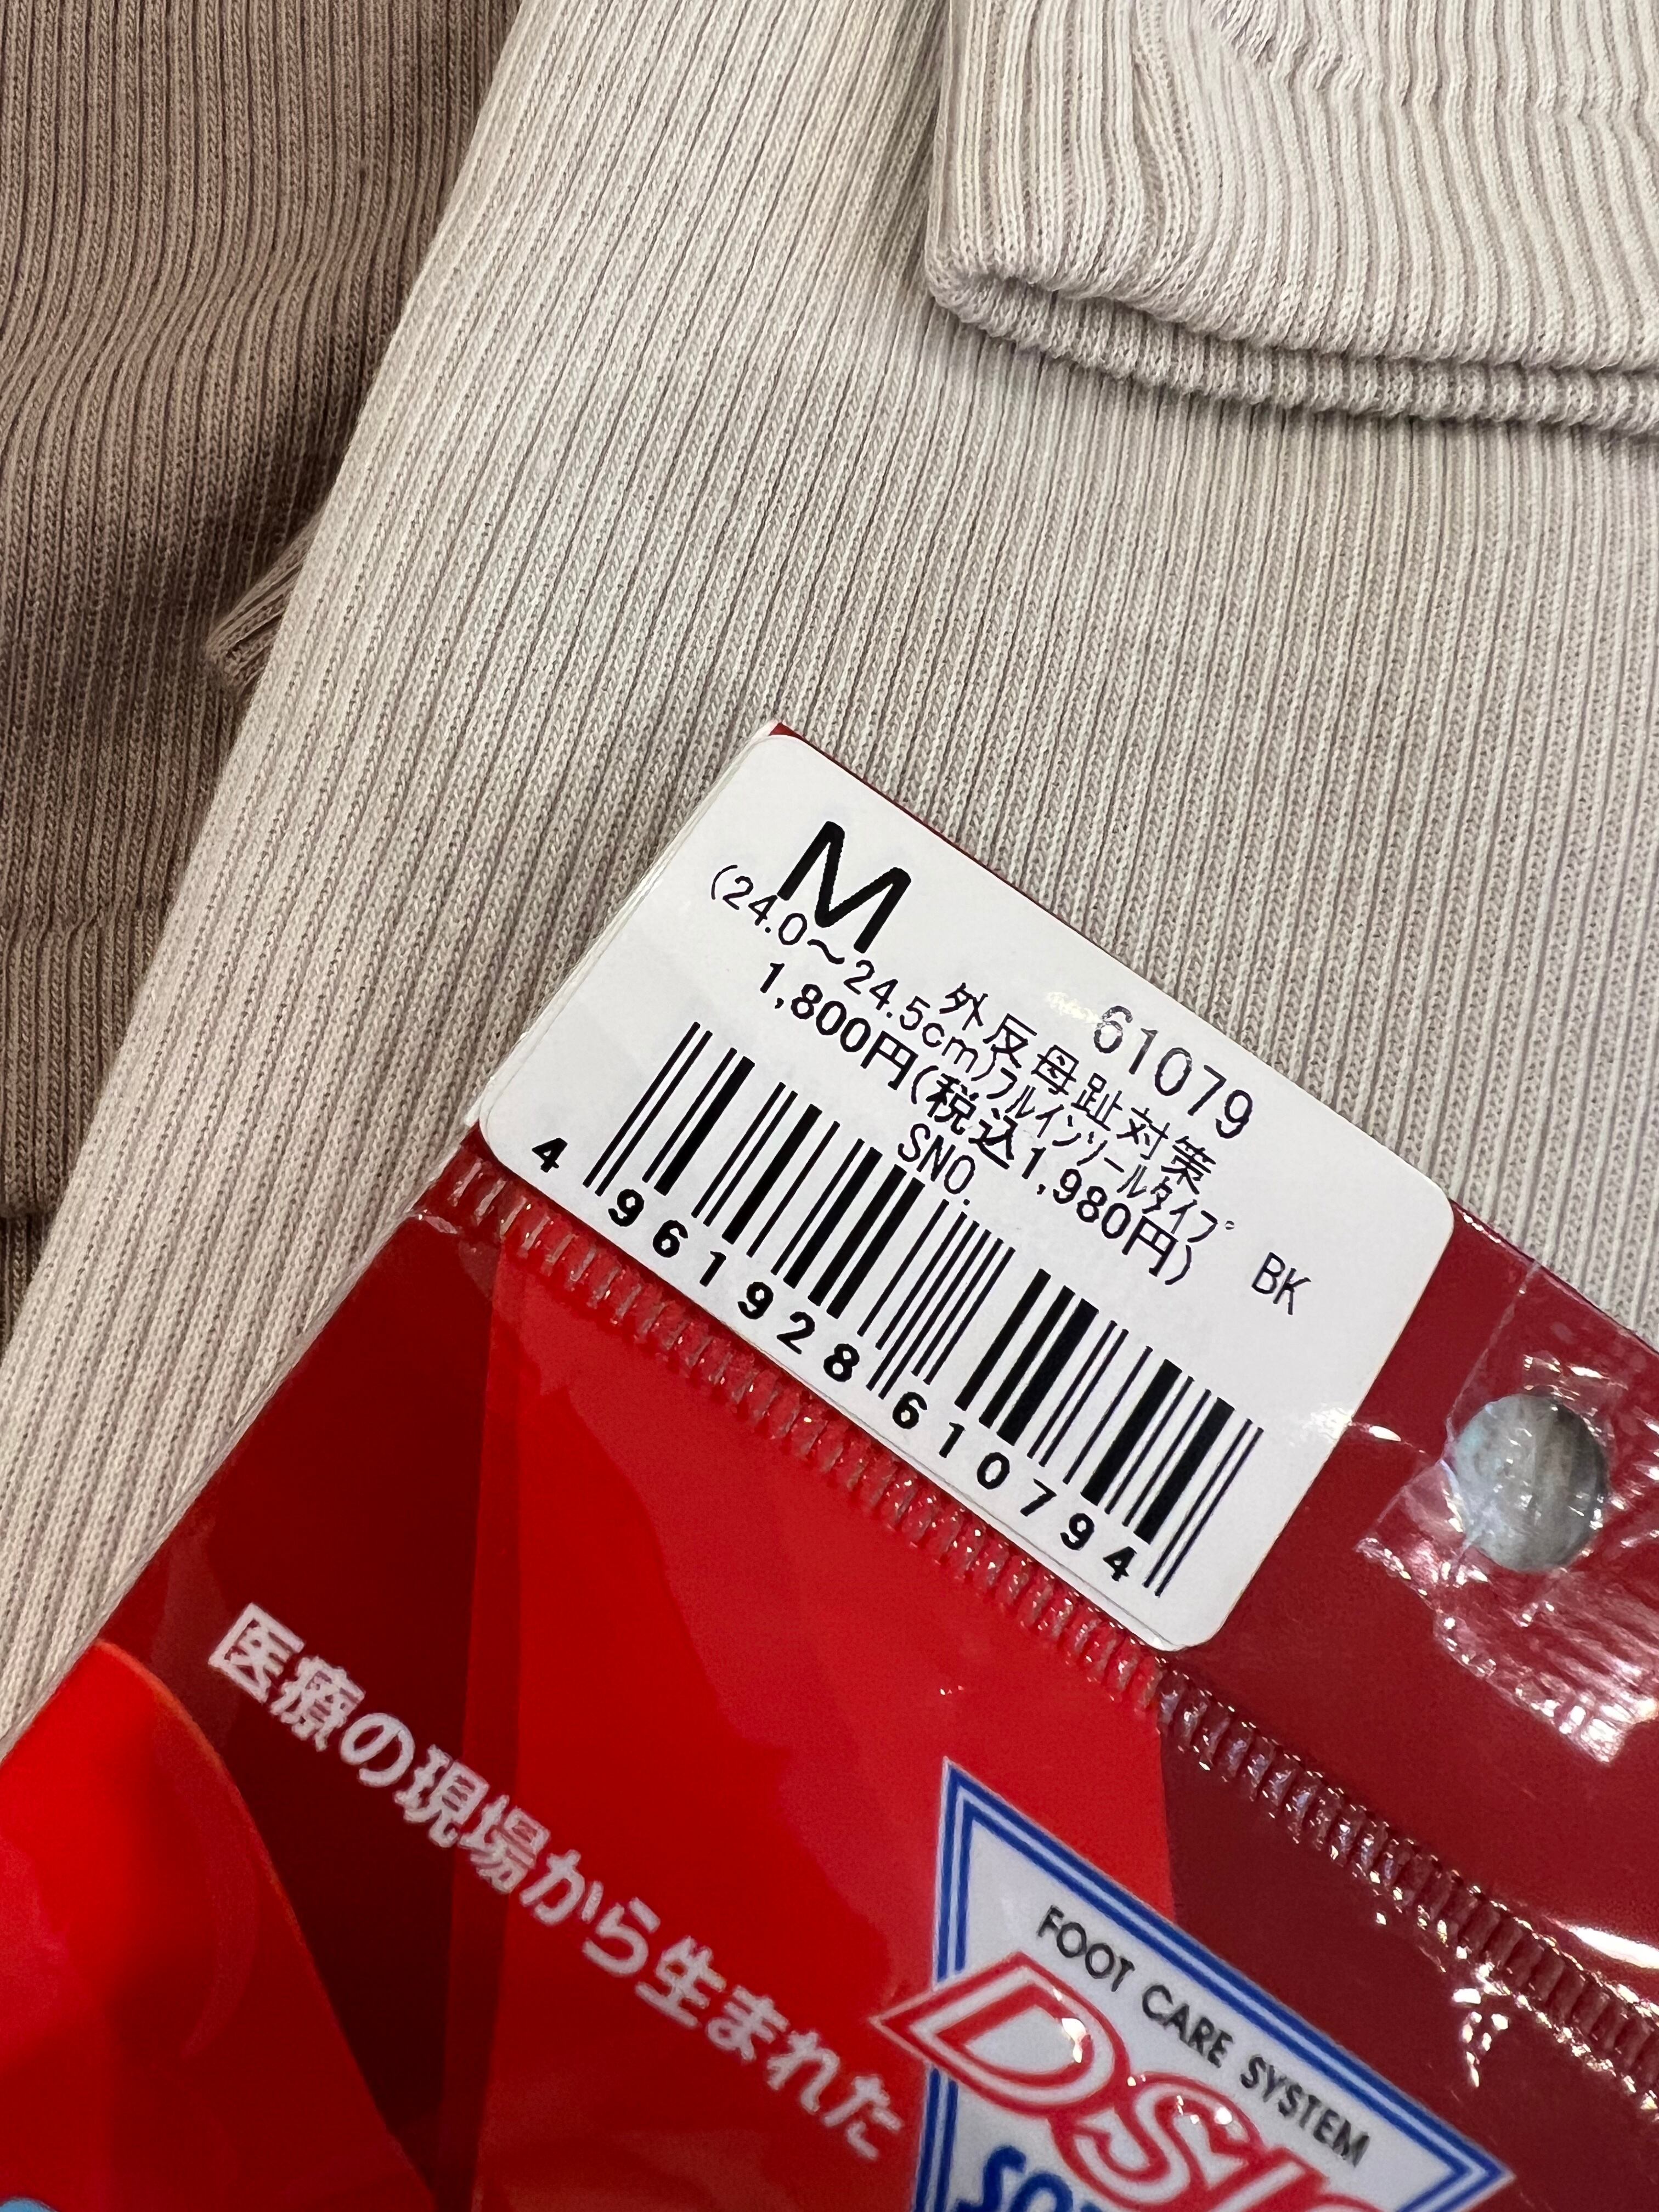 M 61079
外反母趾対策
(24.0～24.5cm)フルインソールタイプ BK
1,800円(税込1,980円)
SNO.
4 961928 610794
医療の現場から生まれた
FOOT CARE SYSTEM